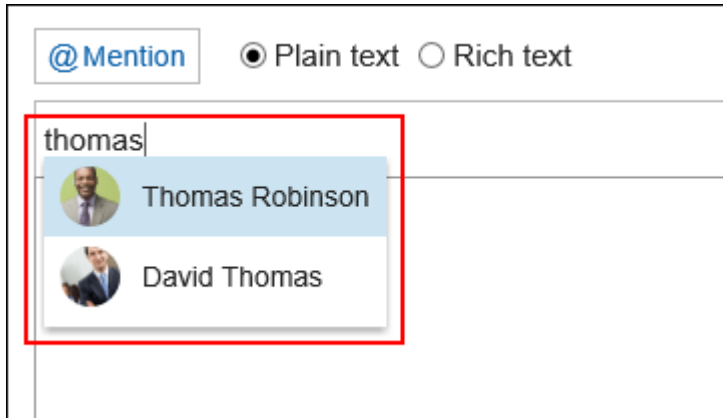 @Mention Plain text Rich text
thomas
Thomas Robinson
David Thomas